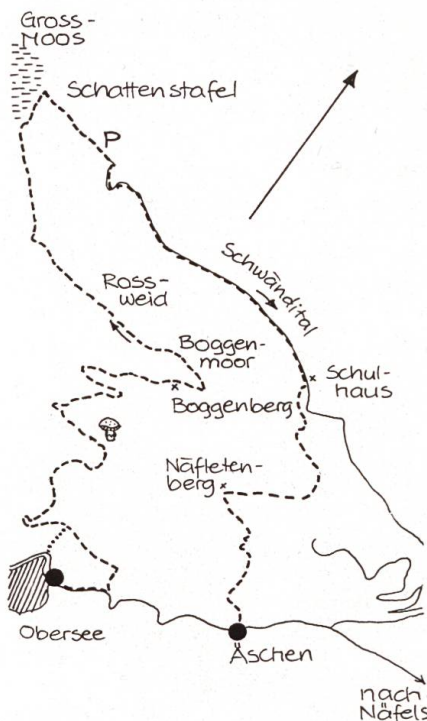 Gross-
Moos
Schattenstafel
P
Schwändital
Ross-
weid
Boggen-
moor
Schul-
haus
Boggenberg
Näfleten-
berg
Obersee
Äschen
nach
Näfels